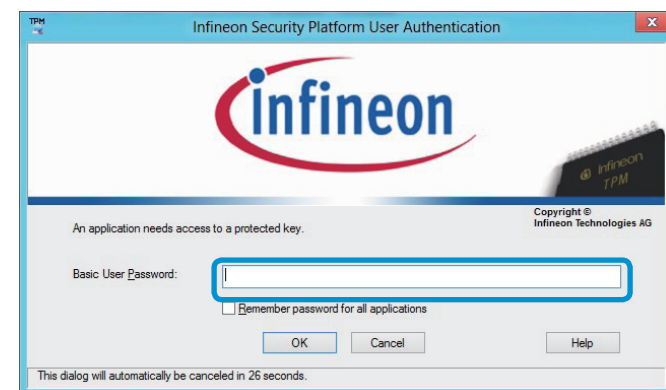 TPM
Infineon Security Platform User Authentication
x
infineon
infineon
TPM
Copyright ©
Infineon Technologies AG
An application needs access to a protected key.
Basic User Password:
Remember password for all applications
OK Cancel Help
This dialog will automatically be canceled in 26 seconds.